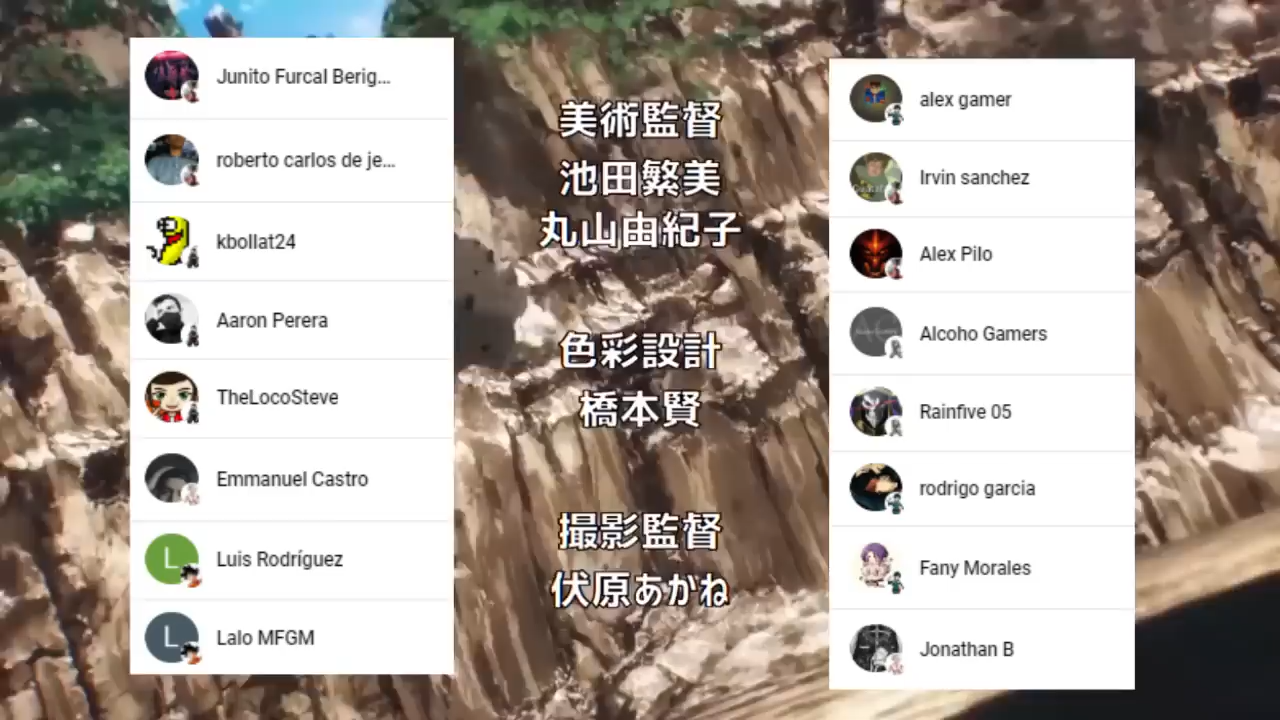 Junito Furcal Berig...
roberto carlos de je...
kbollat24
Aaron Perera
TheLocoSteve
Emmanuel Castro
L
Luis Rodríguez
L
Lalo MFGM
美術監督
池田繁美
丸山由紀子
色彩設計
橋本賢
撮影監督
伏原あかね
alex gamer
Irvin sanchez
Alex Pilo
Alcoho Gamers
Rainfive 05
rodrigo garcia
Fany Morales
Jonathan B